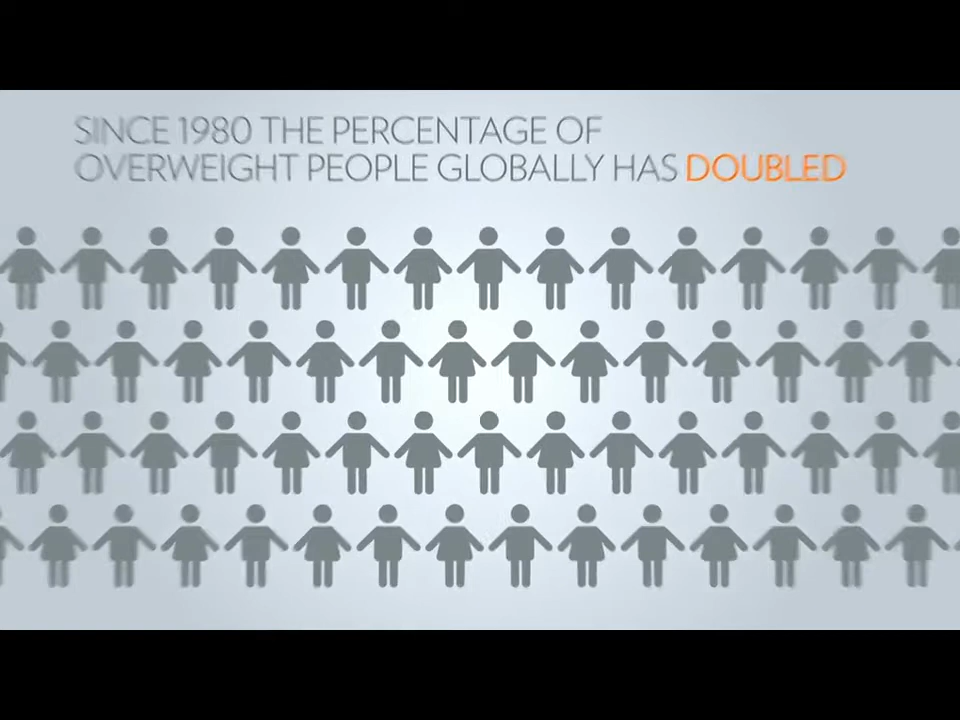 SINCE 1980 THE PERCENTAGE OF
OVERWEIGHT PEOPLE GLOBALLY HAS DOUBLED